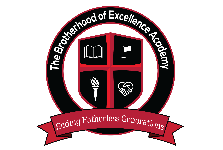 The Brotherhood of Excellence Academy
Ending Fatherless Generations